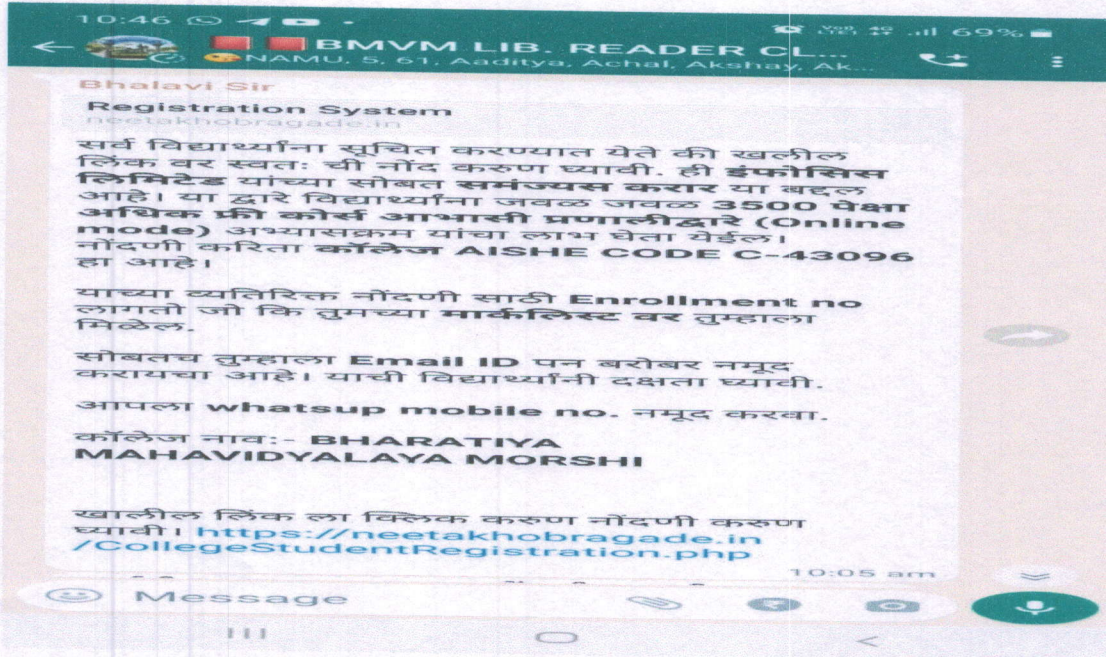 10:46
69%
BMVM LIB. READER CL...
NAMU. 5, 61, Aaditya, Achal, Akshay, Ak...
Bhalavi Sir
Registration System
neetakhobragade.in
सर्व विद्यार्थ्यांना सूचित करण्यात येते की खलील
लिंक वर स्वतः ची नोंद करुण घ्यावी. ही इंफोसिस
लिमिटेड यांच्या सोबत समंज्यस करार या बद्दल
आहे। या द्वारे विद्यार्थ्यांना जवळ जवळ 3500 पेक्षा
अधिक फ्री कोर्स आभासी प्रणालीद्वारे (Online
mode) अभ्यासक्रम यांचा लाभ घेता येईल।
नोंदणी करिता कॉलेज AISHE CODE C-43096
हा आहे।
याच्या व्यतिरिक्त नोंदणी साठी Enrollment no
लागतो जो कि तुमच्या मार्कलिस्ट वर तुम्हाला
मिळेल.
सोबतच तुम्हाला Email ID पन बरोबर नमूद
करायचा आहे। याची विद्यार्थ्यांनी दक्षता घ्यावी.
आपला whatsup mobile no. नमूद करवा.
कॉलेज नाव:- BHARATIYA
MAHAVIDYALAYA MORSHI
खालील लिंक ला क्लिक करुण नोंदणी करुण
घ्यावी। https://neetakhobragade.in
/CollegeStudentRegistration.php
10:05 am
Message